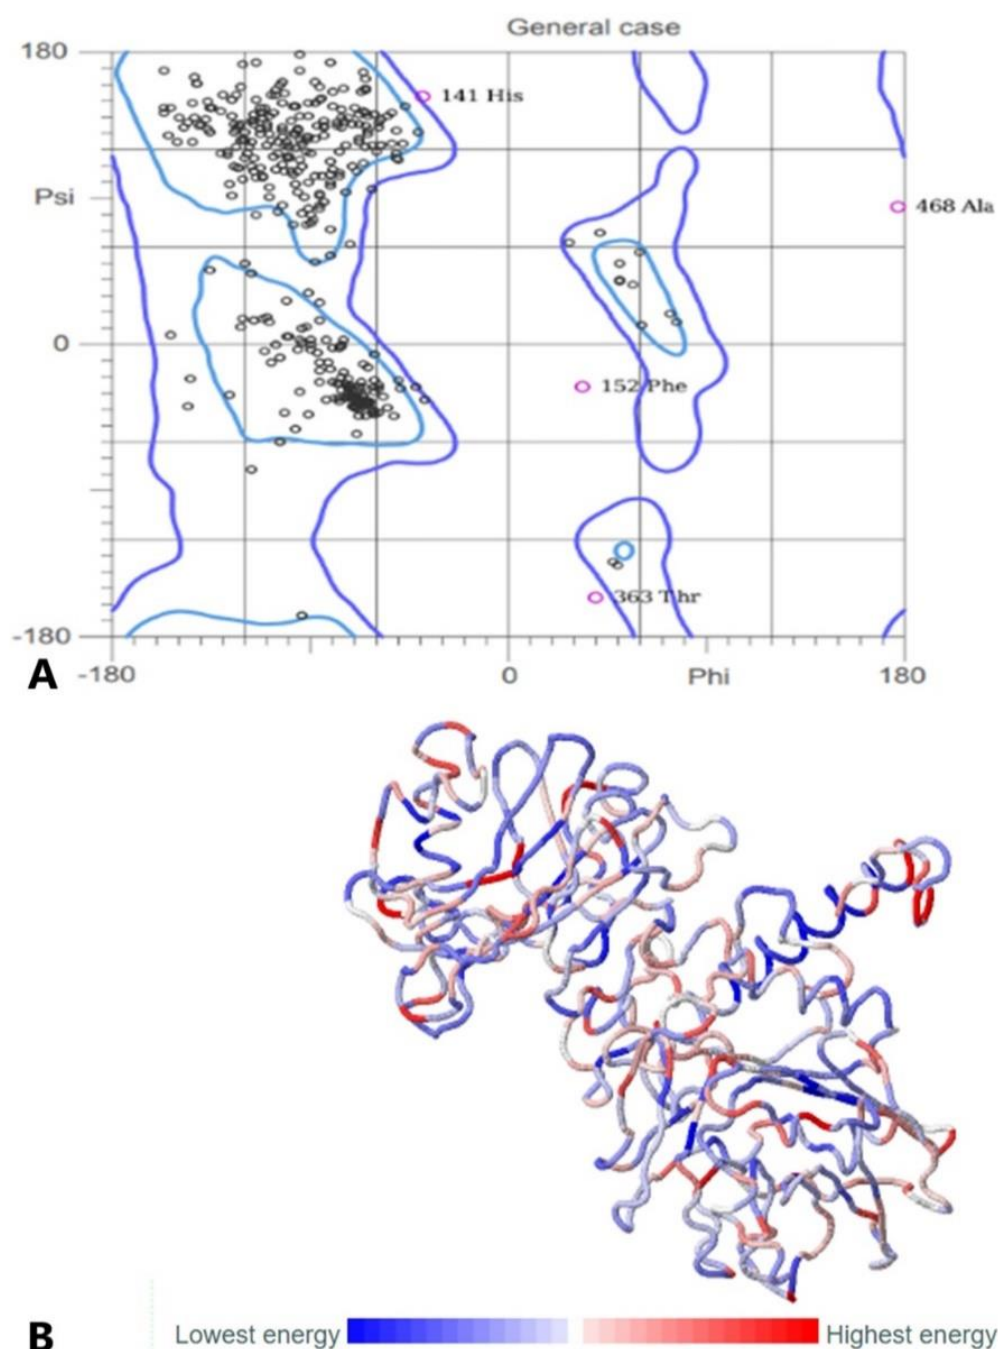 General case
180
141 His
Psi
468 Ala
0
152 Phe
363 Thr
-180
A
-180 0 Phi 180
B Lowest energy Highest energy